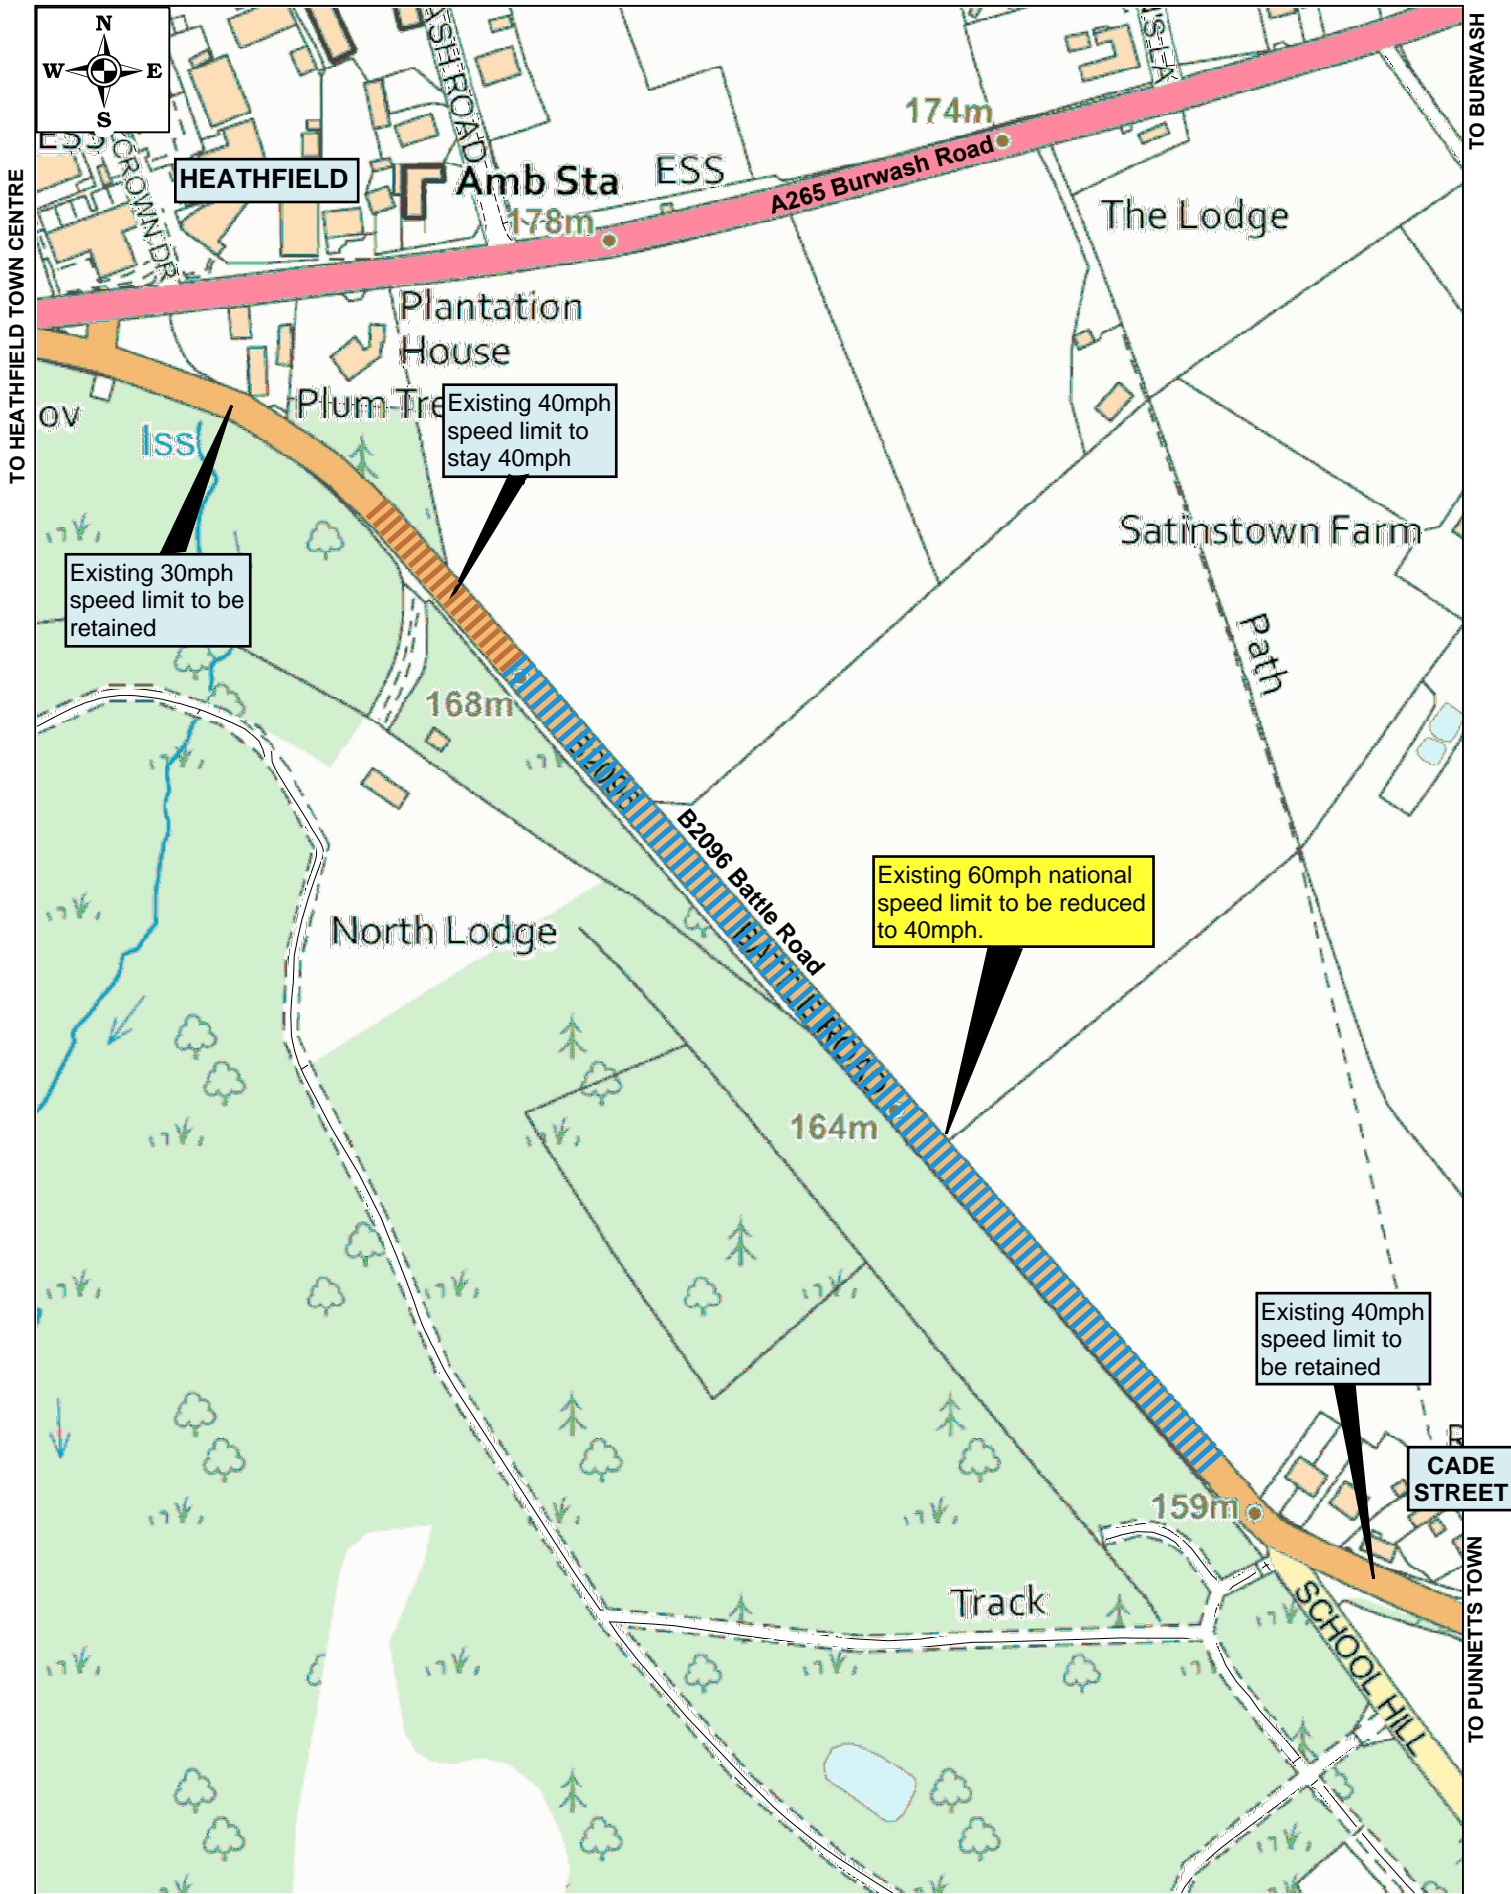 N
W E
S
TO BURWASH
TO HEATHFIELD TOWN CENTRE
ESS
CROWN DR
HEATHFIELD
Amb Sta
ESS
178m
174m
A265 Burwash Road
The Lodge
Plantation
House
Existing 40mph
speed limit to
stay 40mph
Iss
Existing 30mph
speed limit to be
retained
Satinstown Farm
Path
168m
B2096
B2096 Battle Road
BATTLE ROAD
Existing 60mph national
speed limit to be reduced
to 40mph.
North Lodge
164m
Existing 40mph
speed limit to
be retained
CADE
STREET
159m
Track
SCHOOL HILL
TO PUNNETTS TOWN